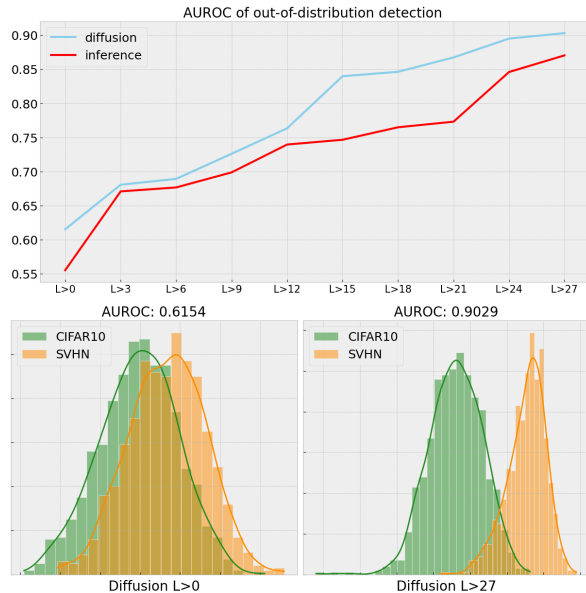 AUROC of out-of-distribution detection
diffusion
inference
0.90
0.85
0.80
0.75
0.70
0.65
0.60
0.55
L>0 L>3 L>6 L>9 L>12 L>15 L>18 L>21 L>24 L>27
AUROC: 0.6154
CIFAR10
SVHN
Diffusion L>0
AUROC: 0.9029
CIFAR10
SVHN
Diffusion L>27